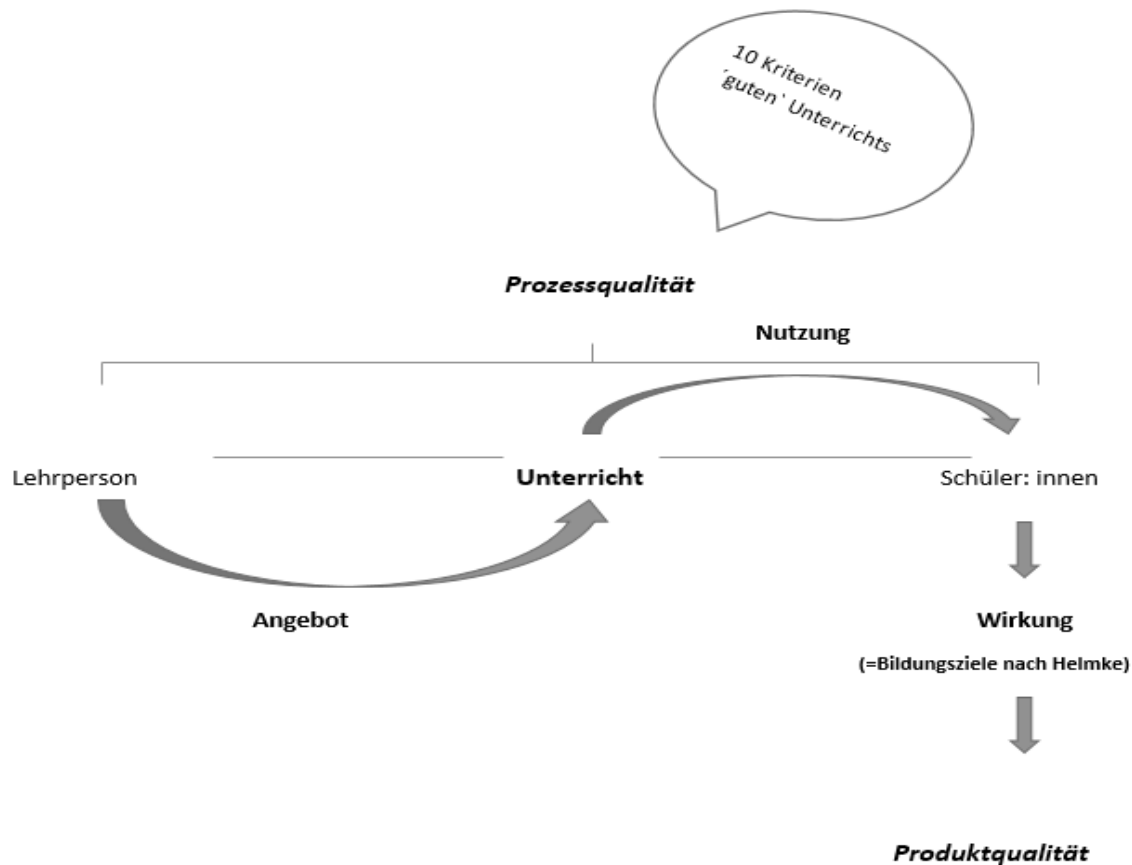 10 Kriterien
´guten` Unterrichts
Prozessqualität
Nutzung
Lehrperson
Unterricht
Schüler: innen
Angebot
Wirkung
(=Bildungsziele nach Helmke)
Produktqualität